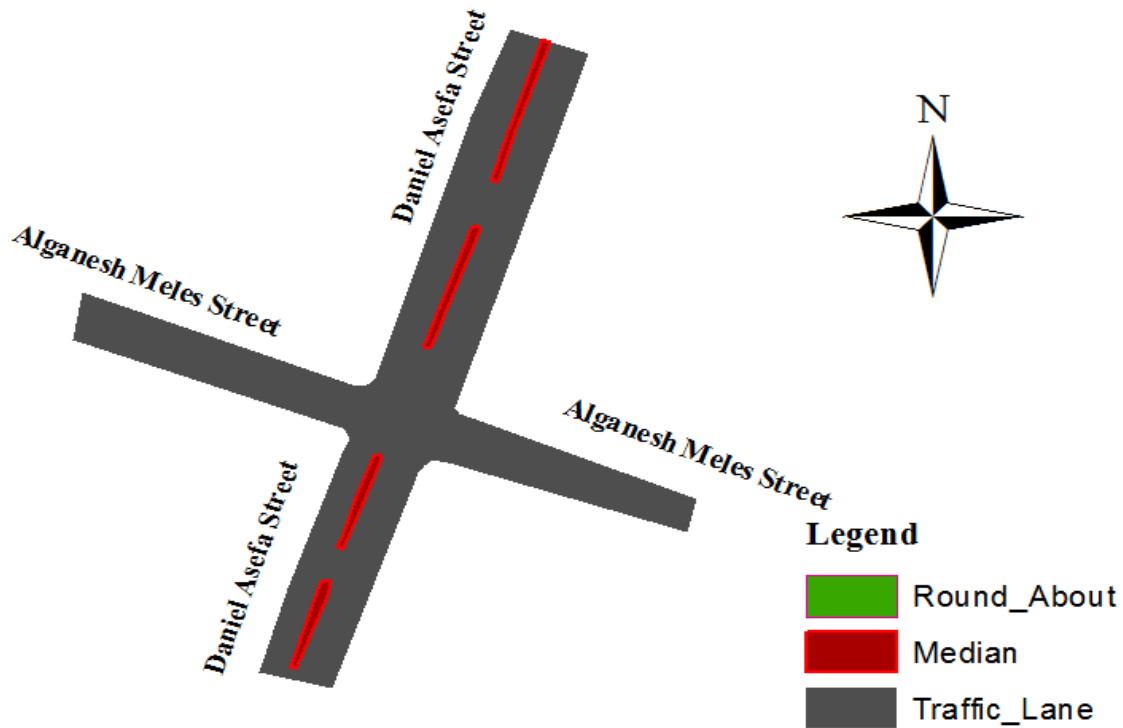 Daniel Asefa Street
N
Alganesh Meles Street
Alganesh Meles Street
Daniel Asefa Street
Legend
Round_About
Median
Traffic_Lane